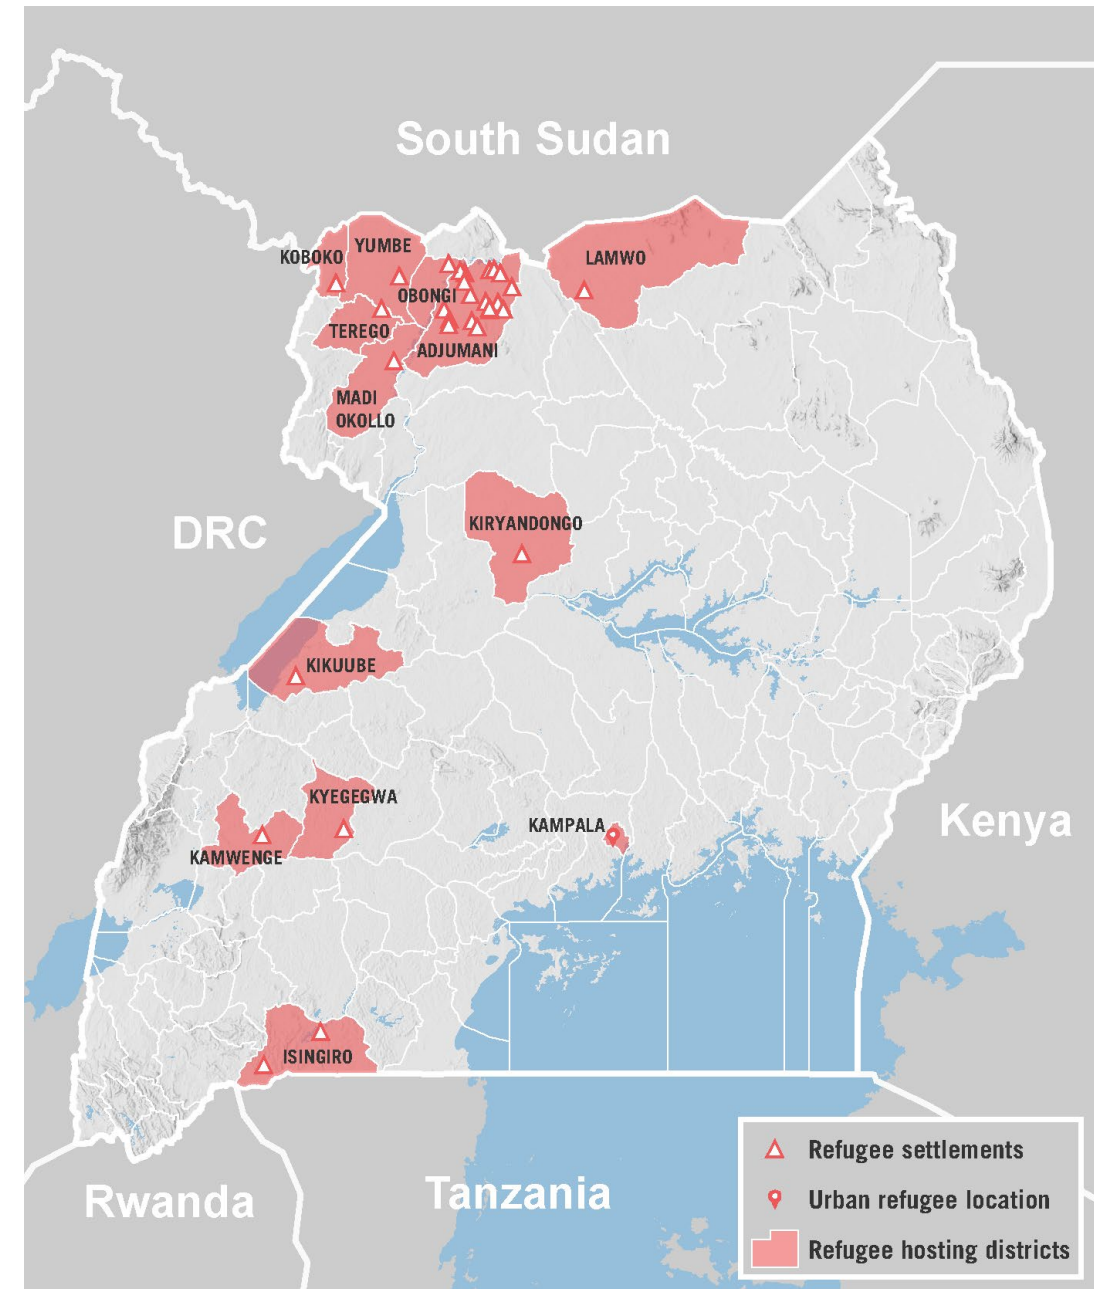 South Sudan
KOBOKO
YUMBE
LAMWO
OBONGI
TEREGO
ADJUMANI
MADI
OKOLLO
DRC
KIRYANDONGO
KIKUUBE
KYEGEGWA
KAMPALA
Kenya
KAMWENGE
ISINGIRO
Rwanda
Tanzania
Refugee settlements
Urban refugee location
Refugee hosting districts